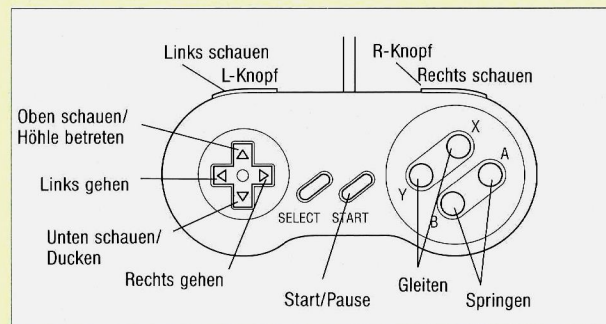 Links schauen
L-Knopf
R-Knopf
Rechts schauen
Oben schauen/
Höhle betreten
Links gehen
Unten schauen/
Ducken
Rechts gehen
SELECT START
Start/Pause
X
A
Y
B
Gleiten
Springen